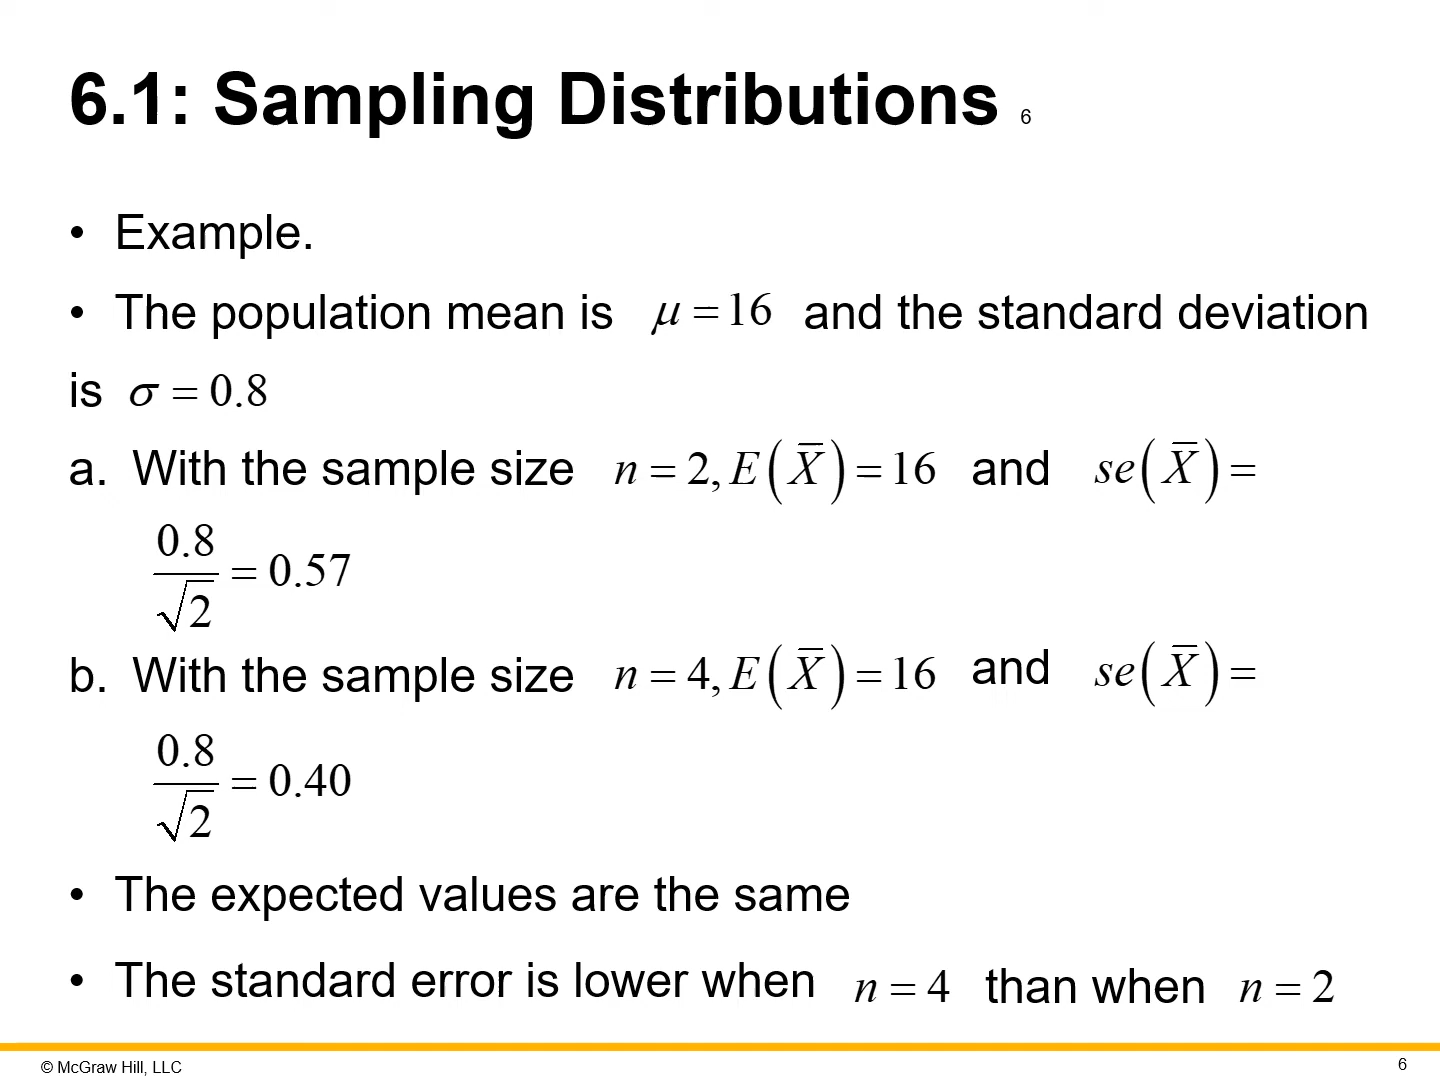 6.1: Sampling Distributions 6
• Example.
• The population mean is μ = 16 and the standard deviation
is σ = 0.8
a. With the sample size n = 2, E(X̅) = 16 and se(X̅) =
0.8
√2 = 0.57
b. With the sample size n = 4, E(X̅) = 16 and se(X̅) =
0.8
√2 = 0.40
• The expected values are the same
• The standard error is lower when n = 4 than when n = 2
© McGraw Hill, LLC
6